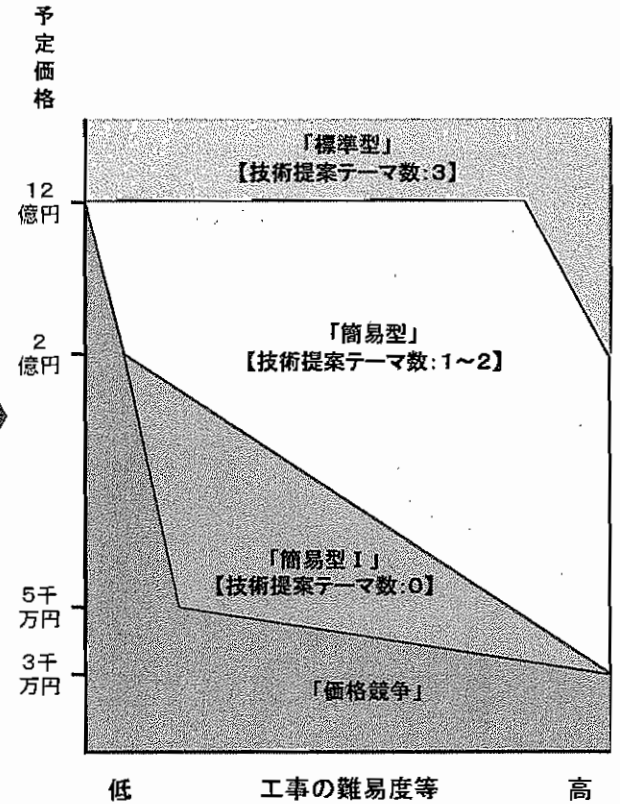 予定価格
「標準型」
【技術提案テーマ数:3】
12
億円
「簡易型」
【技術提案テーマ数:1～2】
2
億円
「簡易型Ⅰ」
【技術提案テーマ数:0】
5千
万円
3千
万円
「価格競争」
低 工事の難易度等 高